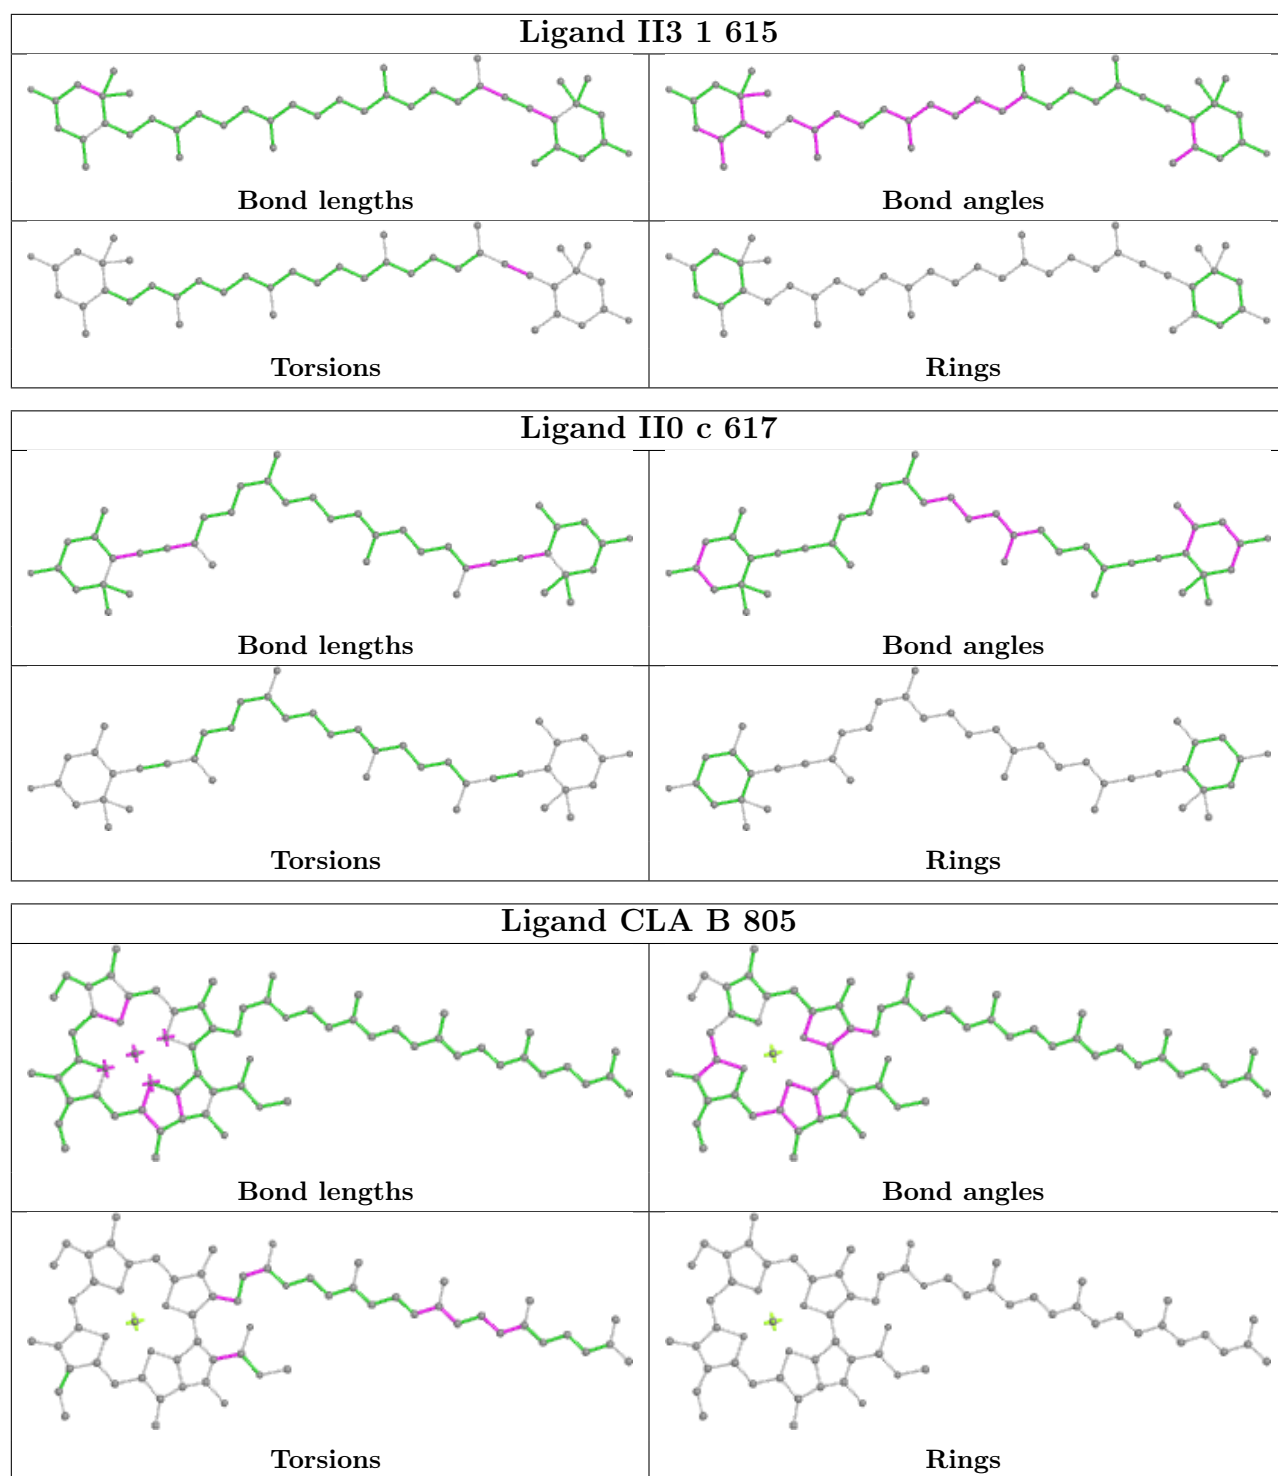 Ligand II3 1 615
Bond lengths
Bond angles
Torsions
Rings
Ligand II0 c 617
Bond lengths
Bond angles
Torsions
Rings
Ligand CLA B 805
Bond lengths
Bond angles
Torsions
Rings